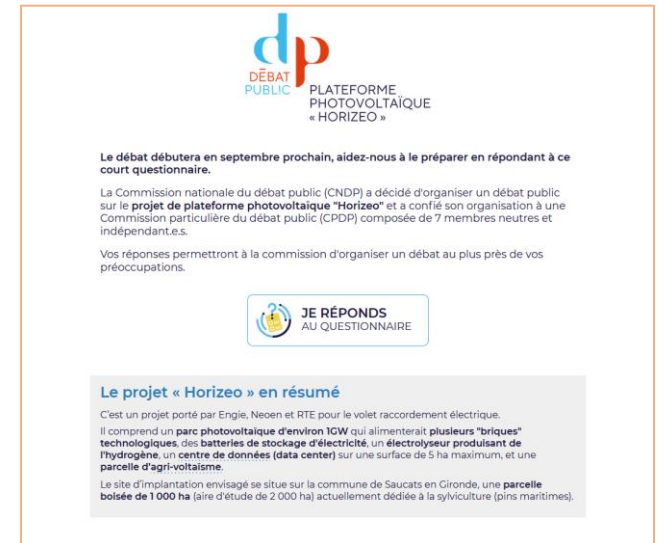 dp
DÉBAT
PUBLIC
PLATEFORME
PHOTOVOLTAÏQUE
« HORIZEO »
Le débat débutera en septembre prochain, aidez-nous à le préparer en répondant à ce
court questionnaire.
La Commission nationale du débat public (CNDP) a décidé d'organiser un débat public
sur le projet de plateforme photovoltaïque "Horizeo" et a confié son organisation à une
Commission particulière du débat public (CPDP) composée de 7 membres neutres et
indépendant.e.s.
Vos réponses permettront à la commission d'organiser un débat au plus près de vos
préoccupations.
JE RÉPONDS
AU QUESTIONNAIRE
Le projet « Horizeo » en résumé
C'est un projet porté par Engie, Neoen et RTE pour le volet raccordement électrique.
Il comprend un parc photovoltaïque d'environ 1GW qui alimenterait plusieurs "briques"
technologiques, des batteries de stockage d'électricité, un électrolyseur produisant de
l'hydrogène, un centre de données (data center) sur une surface de 5 ha maximum, et une
parcelle d'agri-voltaïsme.
Le site d'implantation envisagé se situe sur la commune de Saucats en Gironde, une parcelle
boisée de 1 000 ha (aire d'étude de 2 000 ha) actuellement dédiée à la sylviculture (pins maritimes).